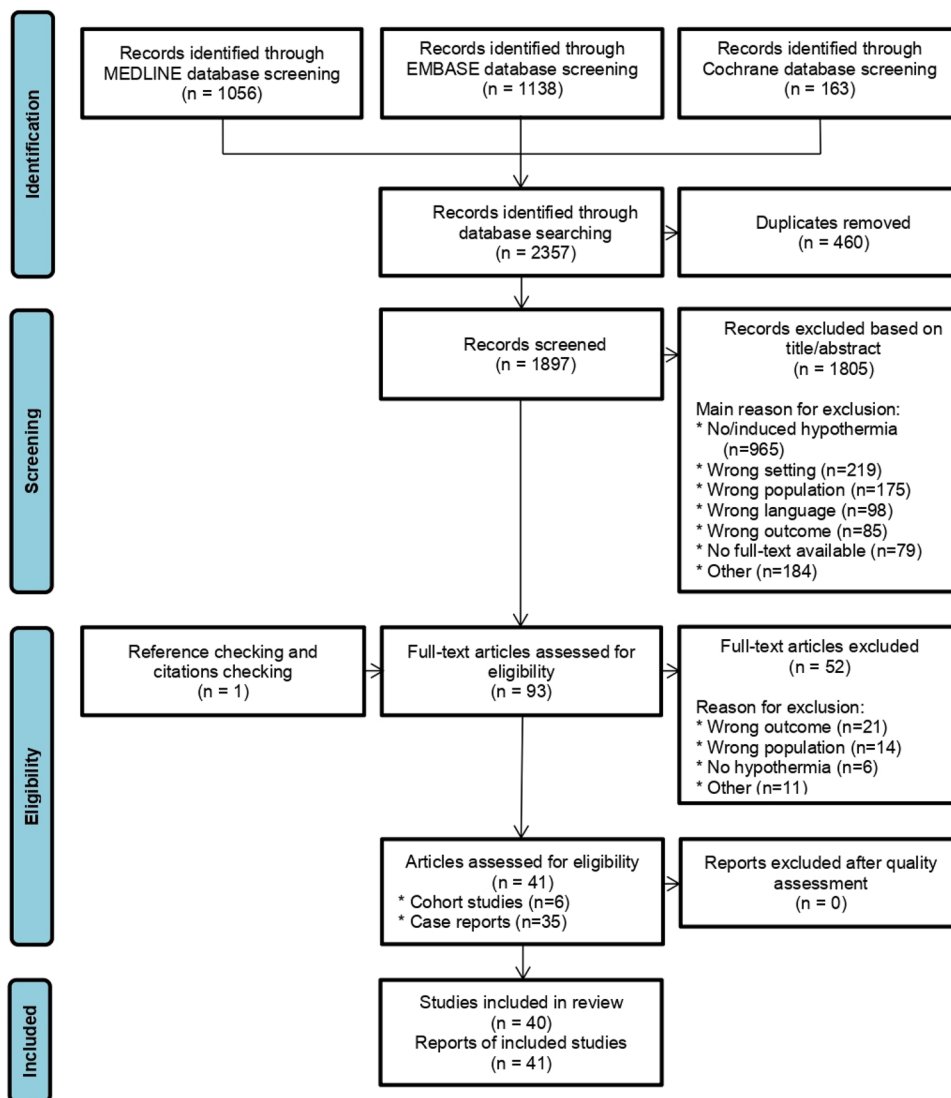 Identification
Records identified through
MEDLINE database screening
(n = 1056)
Records identified through
EMBASE database screening
(n = 1138)
Records identified through
Cochrane database screening
(n = 163)
Records identified through
database searching
(n = 2357)
Duplicates removed
(n = 460)
Screening
Records screened
(n = 1897)
Records excluded based on
title/abstract
(n = 1805)
Main reason for exclusion:
* No/induced hypothermia
(n=965)
* Wrong setting (n=219)
* Wrong population (n=175)
* Wrong language (n=98)
* Wrong outcome (n=85)
* No full-text available (n=79)
* Other (n=184)
Eligibility
Reference checking and
citations checking
(n = 1)
Full-text articles assessed for
eligibility
(n = 93)
Full-text articles excluded
(n = 52)
Reason for exclusion:
* Wrong outcome (n=21)
* Wrong population (n=14)
* No hypothermia (n=6)
* Other (n=11)
Articles assessed for eligibility
(n = 41)
* Cohort studies (n=6)
* Case reports (n=35)
Reports excluded after quality
assessment
(n = 0)
Included
Studies included in review
(n = 40)
Reports of included studies
(n = 41)